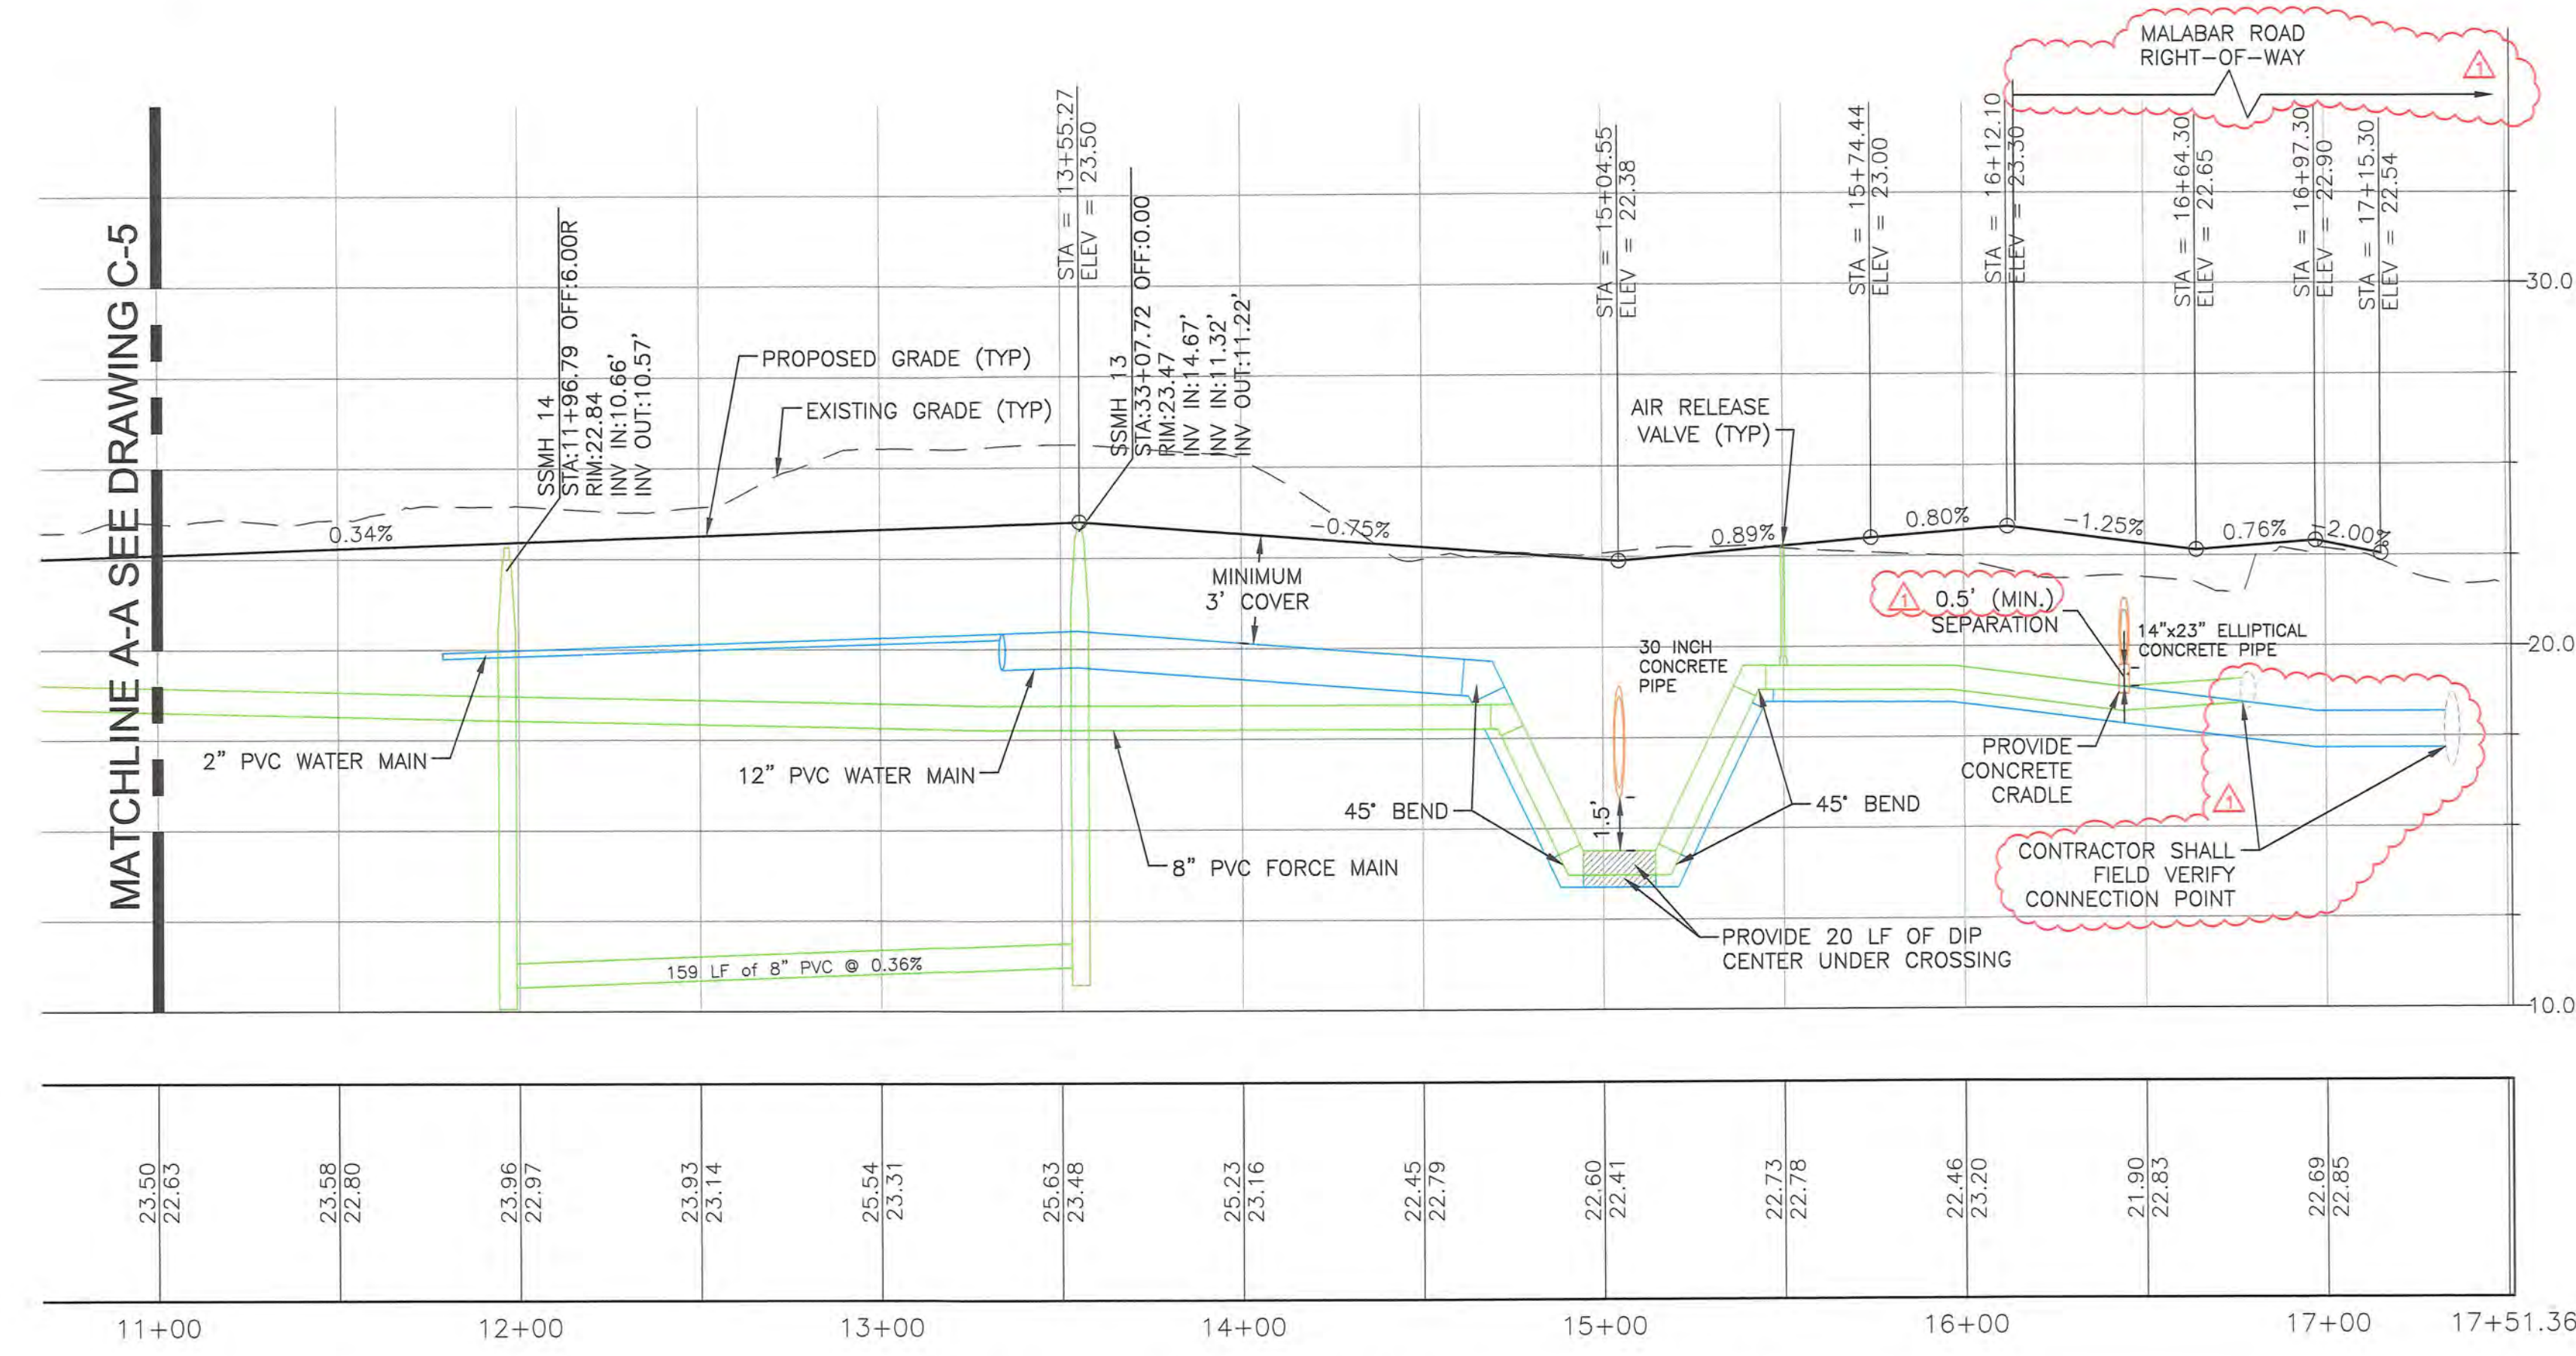 MALABAR ROAD
RIGHT-OF-WAY
1
MATCHLINE A-A SEE DRAWING C-5
SSMH 14
STA:11+96.79 OFF:6.00R
RIM:22.84
INV IN:10.66'
INV OUT:10.57'
STA = 13+55.27
ELEV = 23.50
SSMH 13
STA:33+07.72 OFF:0.00
RIM:23.47
INV IN:14.67'
INV IN:11.32'
INV OUT:11.22'
STA = 15+04.55
ELEV = 22.38
STA = 15+74.44
ELEV = 23.00
STA = 16+12.10
ELEV = 23.30
STA = 16+64.30
ELEV = 22.65
STA = 16+97.30
ELEV = 22.90
STA = 17+15.30
ELEV = 22.54
30.0
PROPOSED GRADE (TYP)
EXISTING GRADE (TYP)
AIR RELEASE
VALVE (TYP)
0.34%
-0.75%
0.89%
0.80%
-1.25%
0.76%
-2.00%
MINIMUM
3' COVER
1
0.5' (MIN.)
SEPARATION
30 INCH
CONCRETE
PIPE
14"x23" ELLIPTICAL
CONCRETE PIPE
20.0
2" PVC WATER MAIN
12" PVC WATER MAIN
8" PVC FORCE MAIN
45° BEND
1.5'
45° BEND
PROVIDE
CONCRETE
CRADLE
1
CONTRACTOR SHALL
FIELD VERIFY
CONNECTION POINT
PROVIDE 20 LF OF DIP
CENTER UNDER CROSSING
159 LF of 8" PVC @ 0.36%
10.0
23.50
22.63
23.58
22.80
23.96
22.97
23.93
23.14
25.54
23.31
25.63
23.48
25.23
23.16
22.45
22.79
22.60
22.41
22.73
22.78
22.46
23.20
21.90
22.83
22.69
22.85
11+00
12+00
13+00
14+00
15+00
16+00
17+00
17+51.36